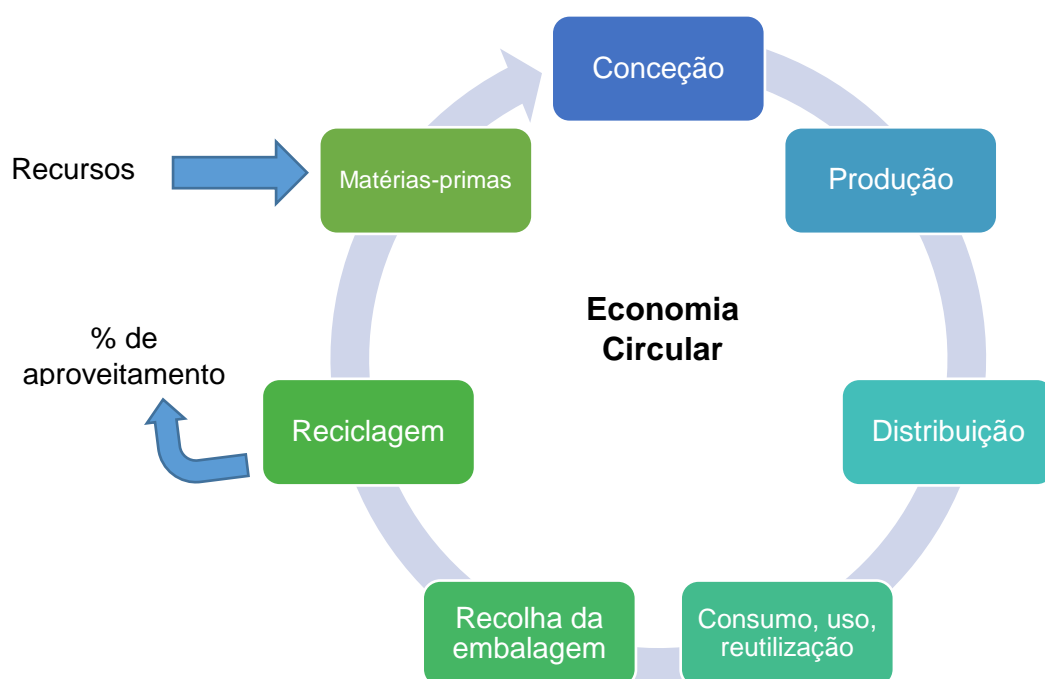 Conceção
Recursos
Matérias-primas
Produção
Economia
Circular
% de
aproveitamento
Reciclagem
Distribuição
Recolha da
embalagem
Consumo, uso,
reutilização